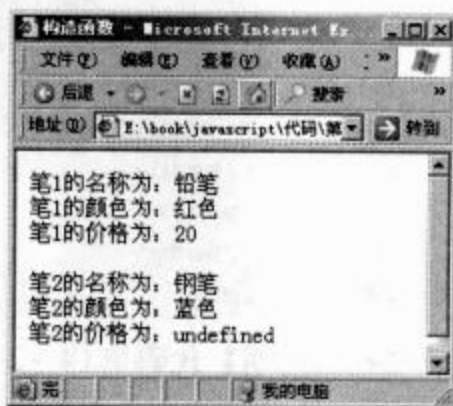 构造函数 - Microsoft Internet Ex
文件(F) 编辑(E) 查看(V) 收藏(A) »
后退 搜索 »
地址(D) E:\book\javascript\代码\第 转到
笔1的名称为：铅笔
笔1的颜色为：红色
笔1的价格为：20
笔2的名称为：钢笔
笔2的颜色为：蓝色
笔2的价格为：undefined
完 我的电脑